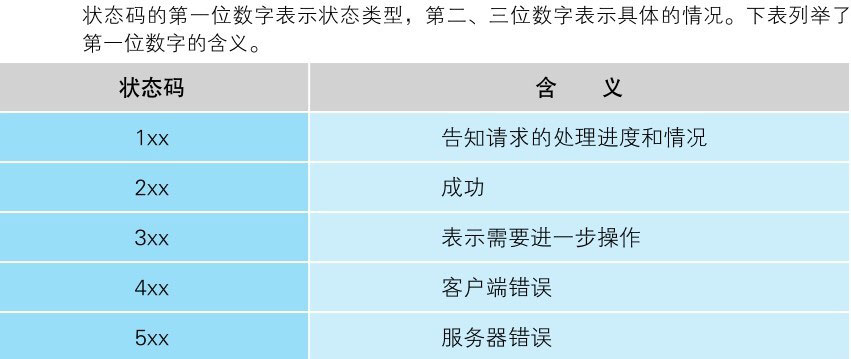 状态码的第一位数字表示状态类型，第二、三位数字表示具体的情况。下表列举了
第一位数字的含义。
状态码 含 义
1xx 告知请求的处理进度和情况
2xx 成功
3xx 表示需要进一步操作
4xx 客户端错误
5xx 服务器错误